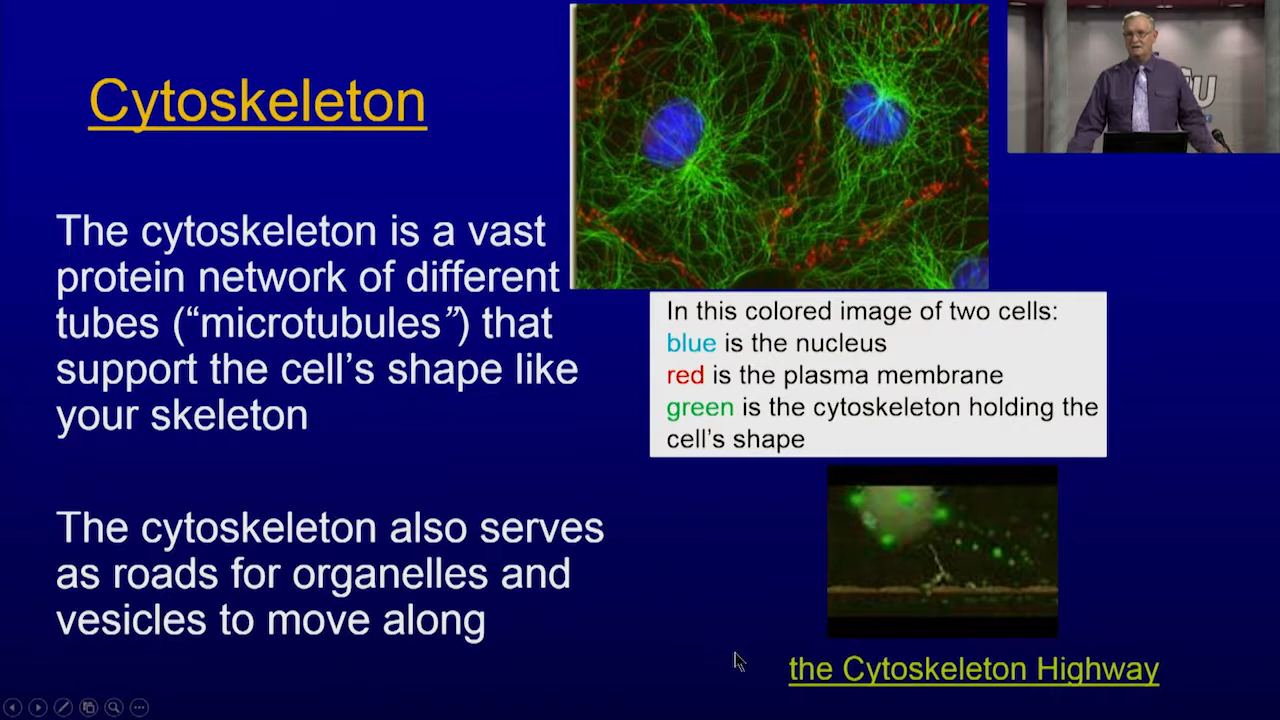 Cytoskeleton
The cytoskeleton is a vast
protein network of different
tubes (“microtubules”) that
support the cell’s shape like
your skeleton
The cytoskeleton also serves
as roads for organelles and
vesicles to move along
In this colored image of two cells:
blue is the nucleus
red is the plasma membrane
green is the cytoskeleton holding the
cell’s shape
the Cytoskeleton Highway